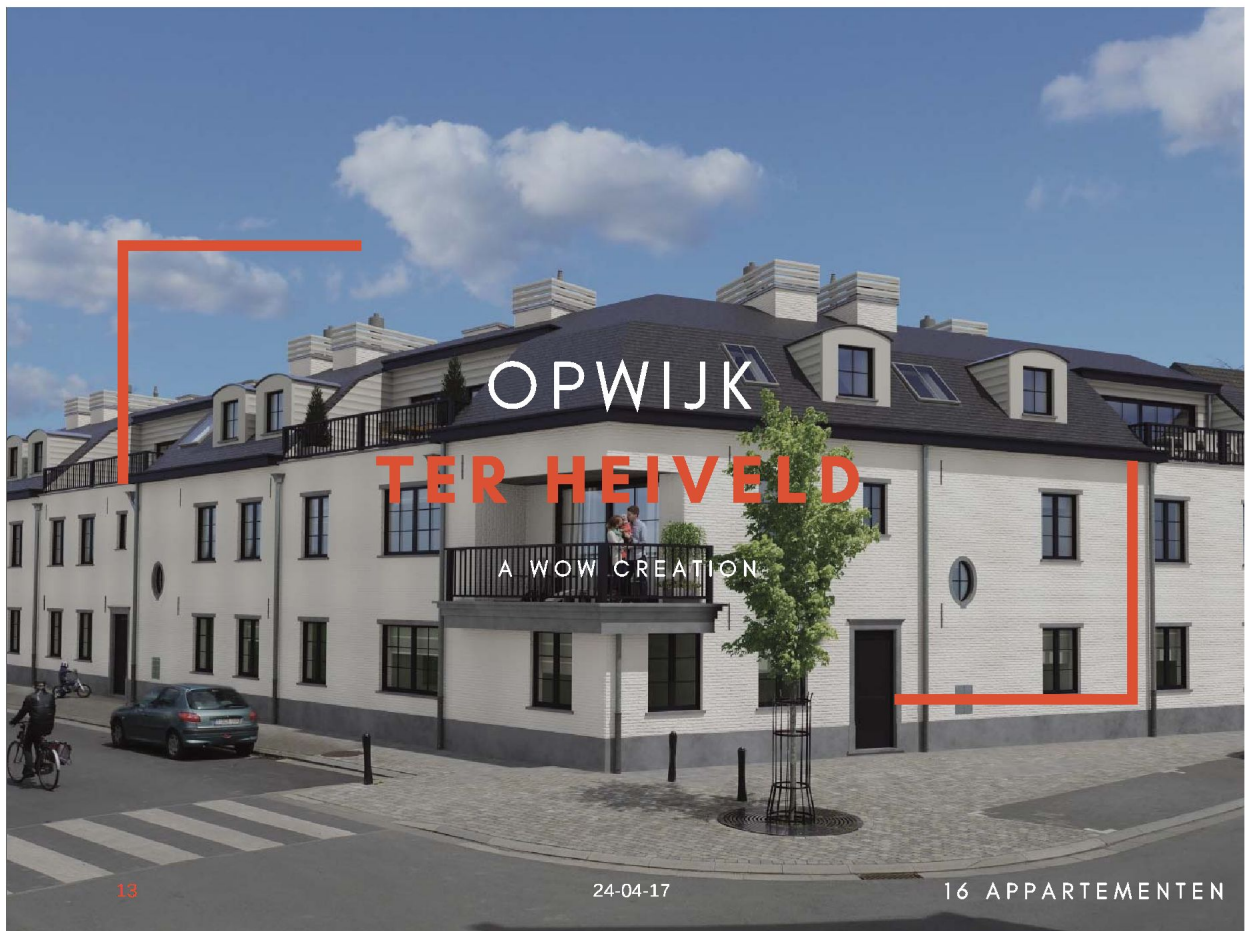 OPWIJK
TER HEIVELD
A WOW CREATION
13
24-04-17
16 APPARTEMENTEN